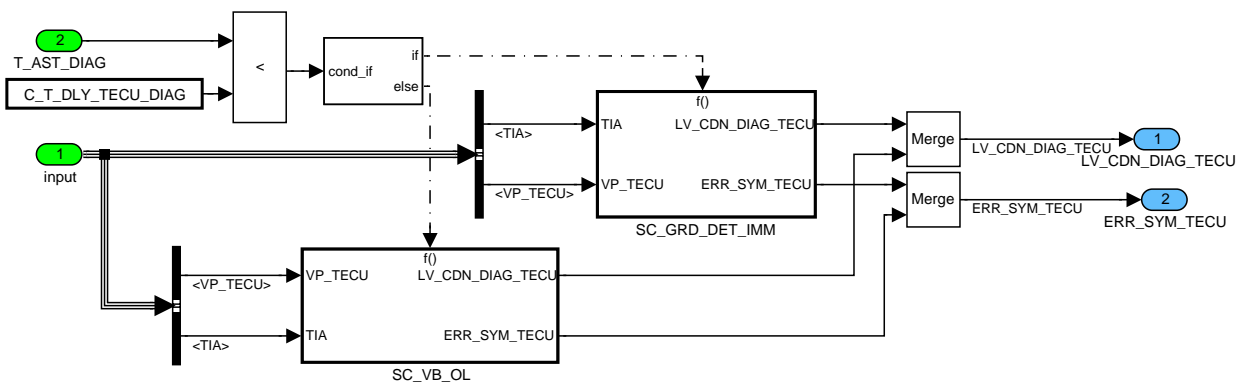 2
T_AST_DIAG
C_T_DLY_TECU_DIAG
<
cond_if
if
else
1
input
<TIA>
<VP_TECU>
f()
TIA
LV_CDN_DIAG_TECU
VP_TECU
ERR_SYM_TECU
SC_GRD_DET_IMM
Merge
LV_CDN_DIAG_TECU
1
LV_CDN_DIAG_TECU
Merge
ERR_SYM_TECU
2
ERR_SYM_TECU
<VP_TECU>
<TIA>
f()
VP_TECU
LV_CDN_DIAG_TECU
TIA
ERR_SYM_TECU
SC_VB_OL